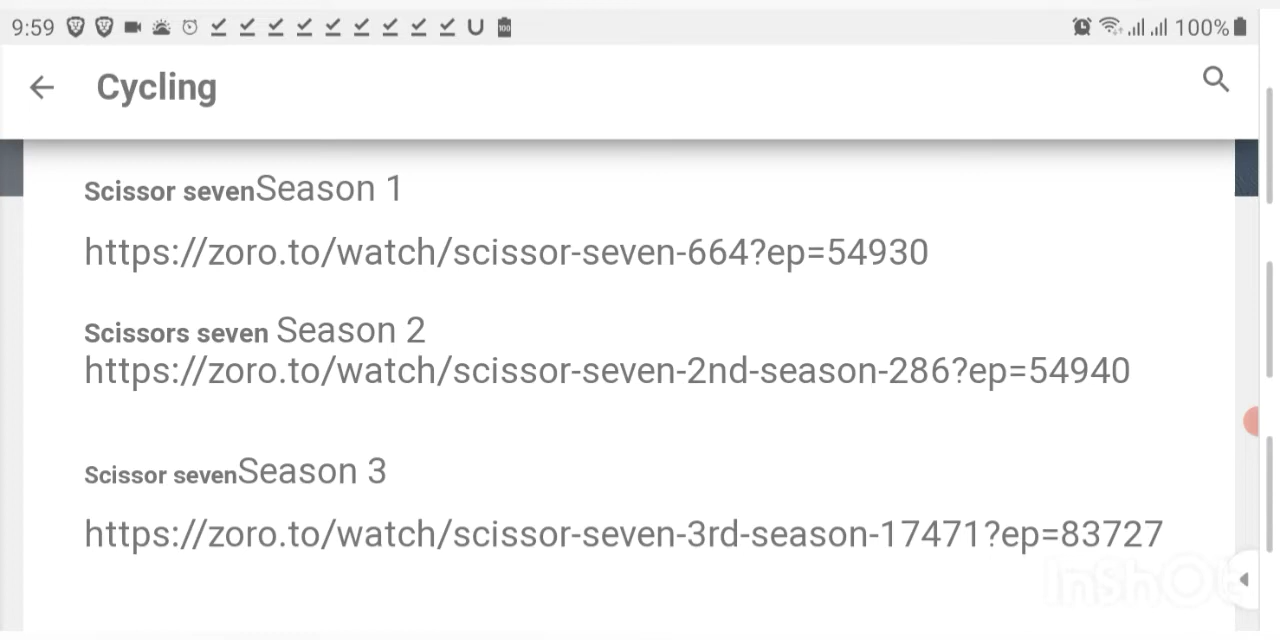 9:59 U 100 100%
Cycling
Scissor sevenSeason 1
https://zoro.to/watch/scissor-seven-664?ep=54930
Scissors seven Season 2
https://zoro.to/watch/scissor-seven-2nd-season-286?ep=54940
Scissor sevenSeason 3
https://zoro.to/watch/scissor-seven-3rd-season-17471?ep=83727
InShOt